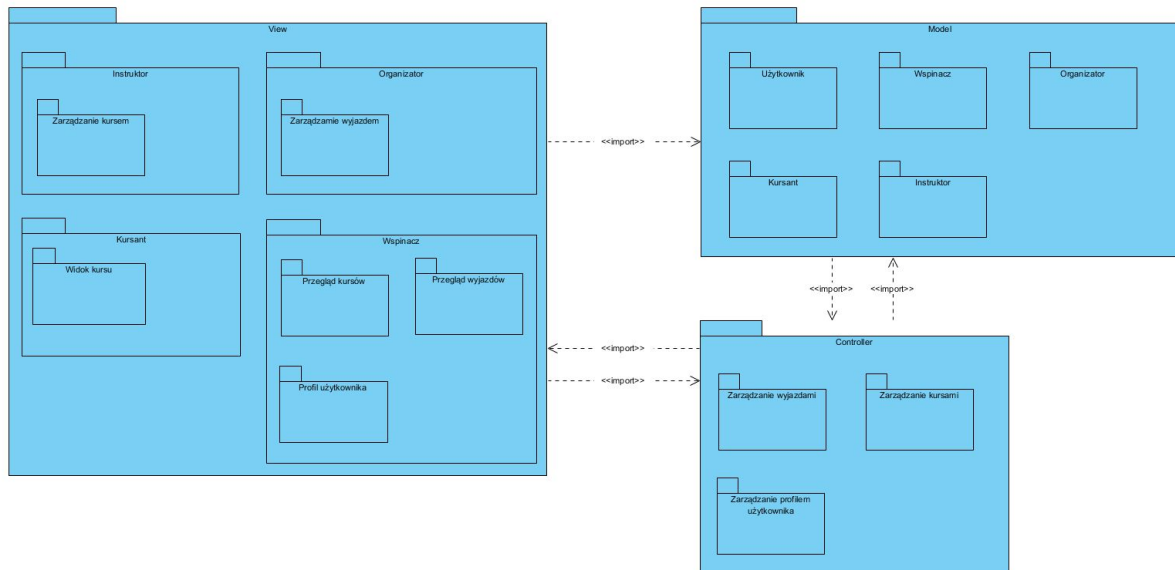 View
Instruktor
Zarządzanie kursem
Organizator
Zarządzamie wyjazdem
Kursant
Widok kursu
Wspinacz
Przegląd kursów
Przegląd wyjazdów
Profil użytkownika
<<import>>
Model
Użytkownik
Wspinacz
Organizator
Kursant
Instruktor
<<import>>
<<import>>
<<import>>
<<import>>
Controller
Zarządzanie wyjazdami
Zarządzanie kursami
Zarządzanie profilem
użytkownika